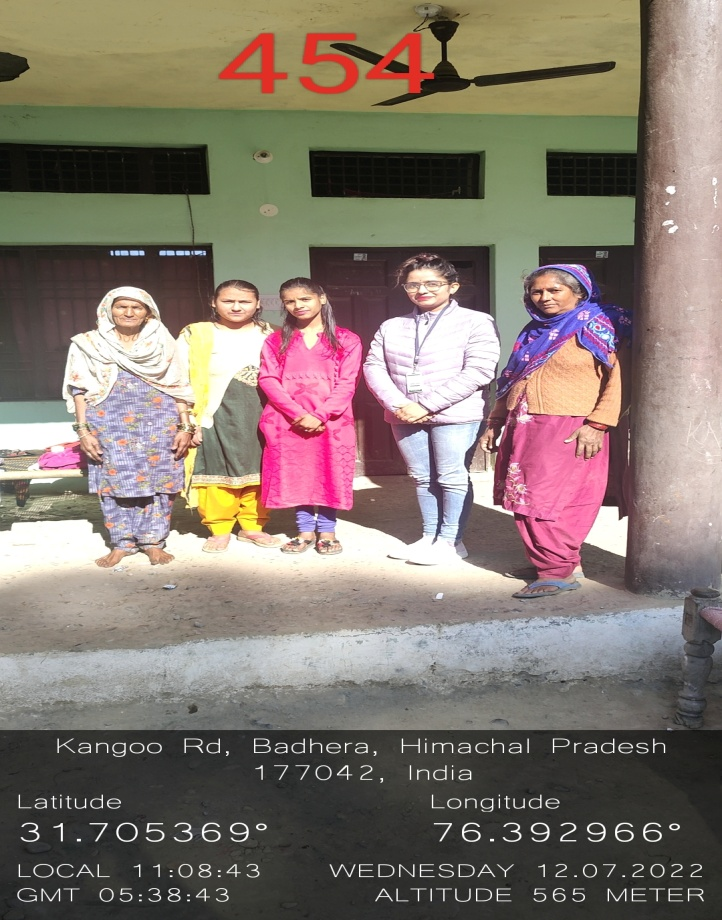 454
Kangoo Rd, Badhera, Himachal Pradesh
177042, India
Latitude
Longitude
31.705369°
76.392966°
LOCAL 11:08:43
WEDNESDAY 12.07.2022
GMT 05:38:43
ALTITUDE 565 METER